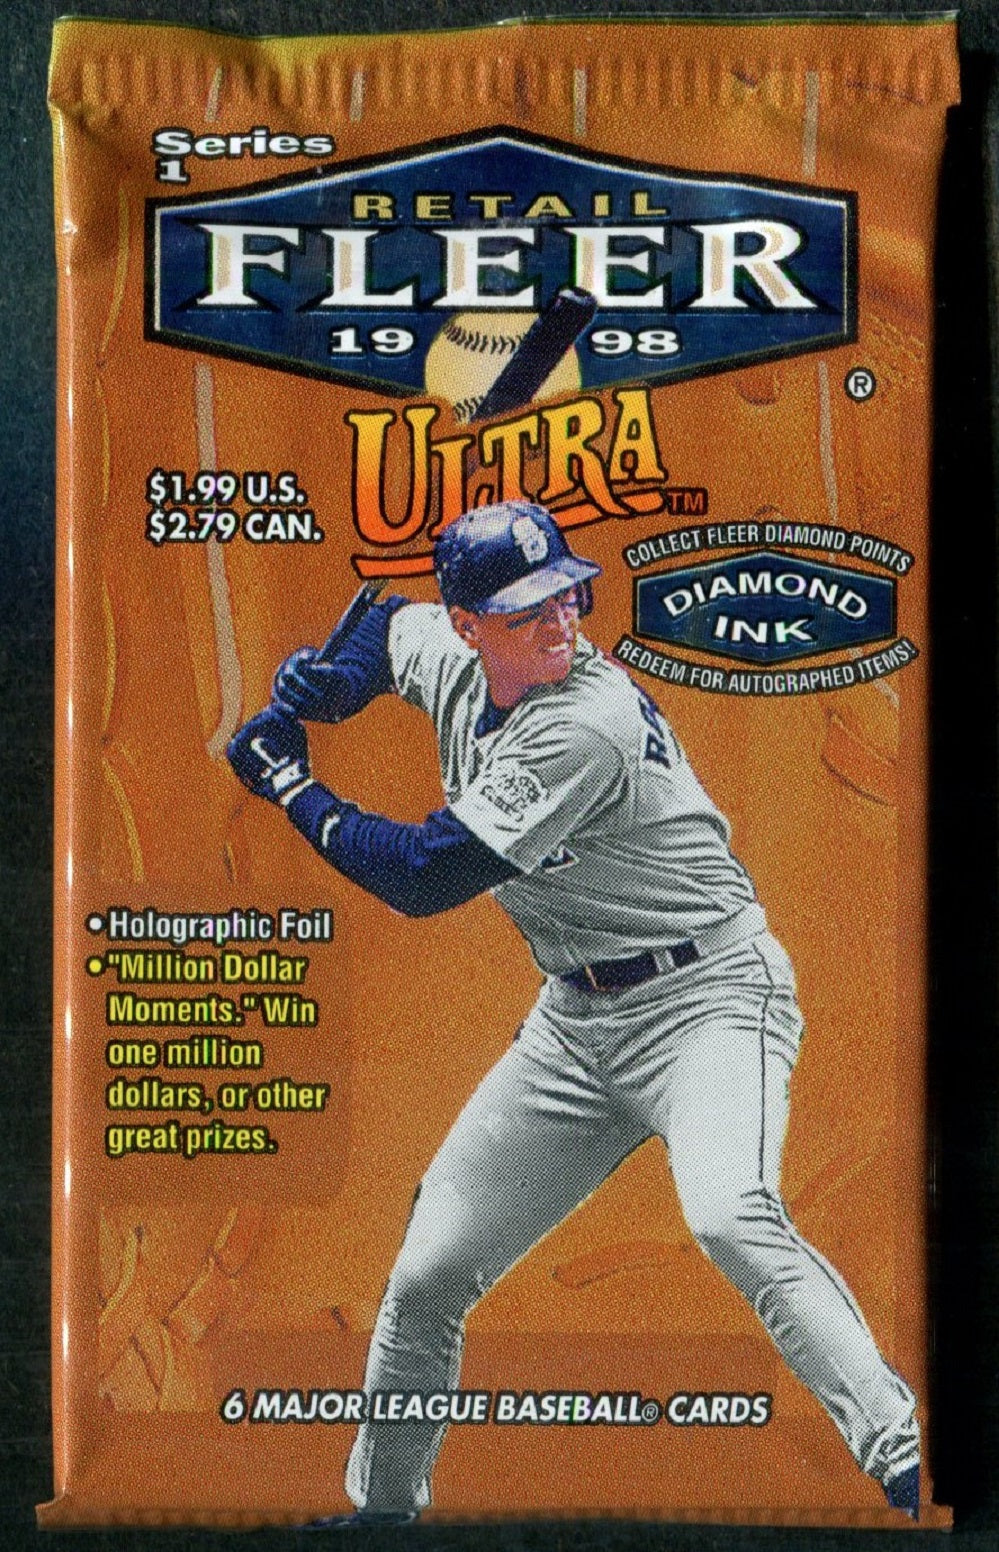 Series
1
RETAIL
FLEER
19 98
®
ULTRA
TM
$1.99 U.S.
$2.79 CAN.
COLLECT FLEER DIAMOND POINTS
DIAMOND
INK
REDEEM FOR AUTOGRAPHED ITEMS!
• Holographic Foil
• "Million Dollar
Moments." Win
one million
dollars, or other
great prizes.
6 MAJOR LEAGUE BASEBALL® CARDS